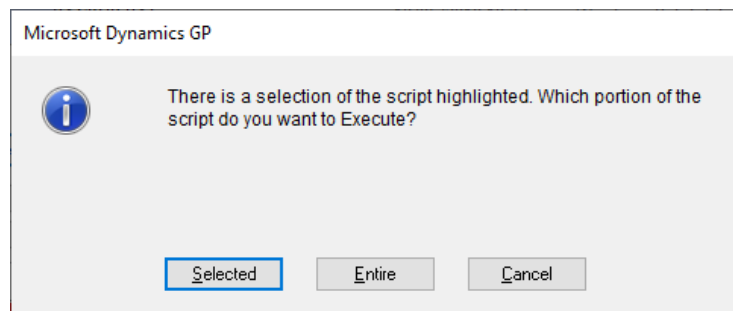 Microsoft Dynamics GP
There is a selection of the script highlighted. Which portion of the
script do you want to Execute?
Selected
Entire
Cancel